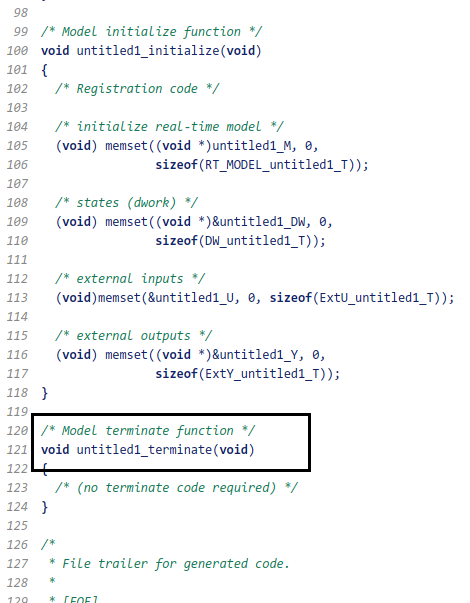 98
99 /* Model initialize function */
100 void untitled1_initialize(void)
101 {
102 /* Registration code */
103
104 /* initialize real-time model */
105 (void) memset((void *)untitled1_M, 0,
106 sizeof(RT_MODEL_untitled1_T));
107
108 /* states (dwork) */
109 (void) memset((void *)&untitled1_DW, 0,
110 sizeof(DW_untitled1_T));
111
112 /* external inputs */
113 (void)memset(&untitled1_U, 0, sizeof(ExtU_untitled1_T));
114
115 /* external outputs */
116 (void) memset((void *)&untitled1_Y, 0,
117 sizeof(ExtY_untitled1_T));
118 }
119
120 /* Model terminate function */
121 void untitled1_terminate(void)
122 {
123 /* (no terminate code required) */
124 }
125
126 /*
127 * File trailer for generated code.
128 *
129 * [EOF]